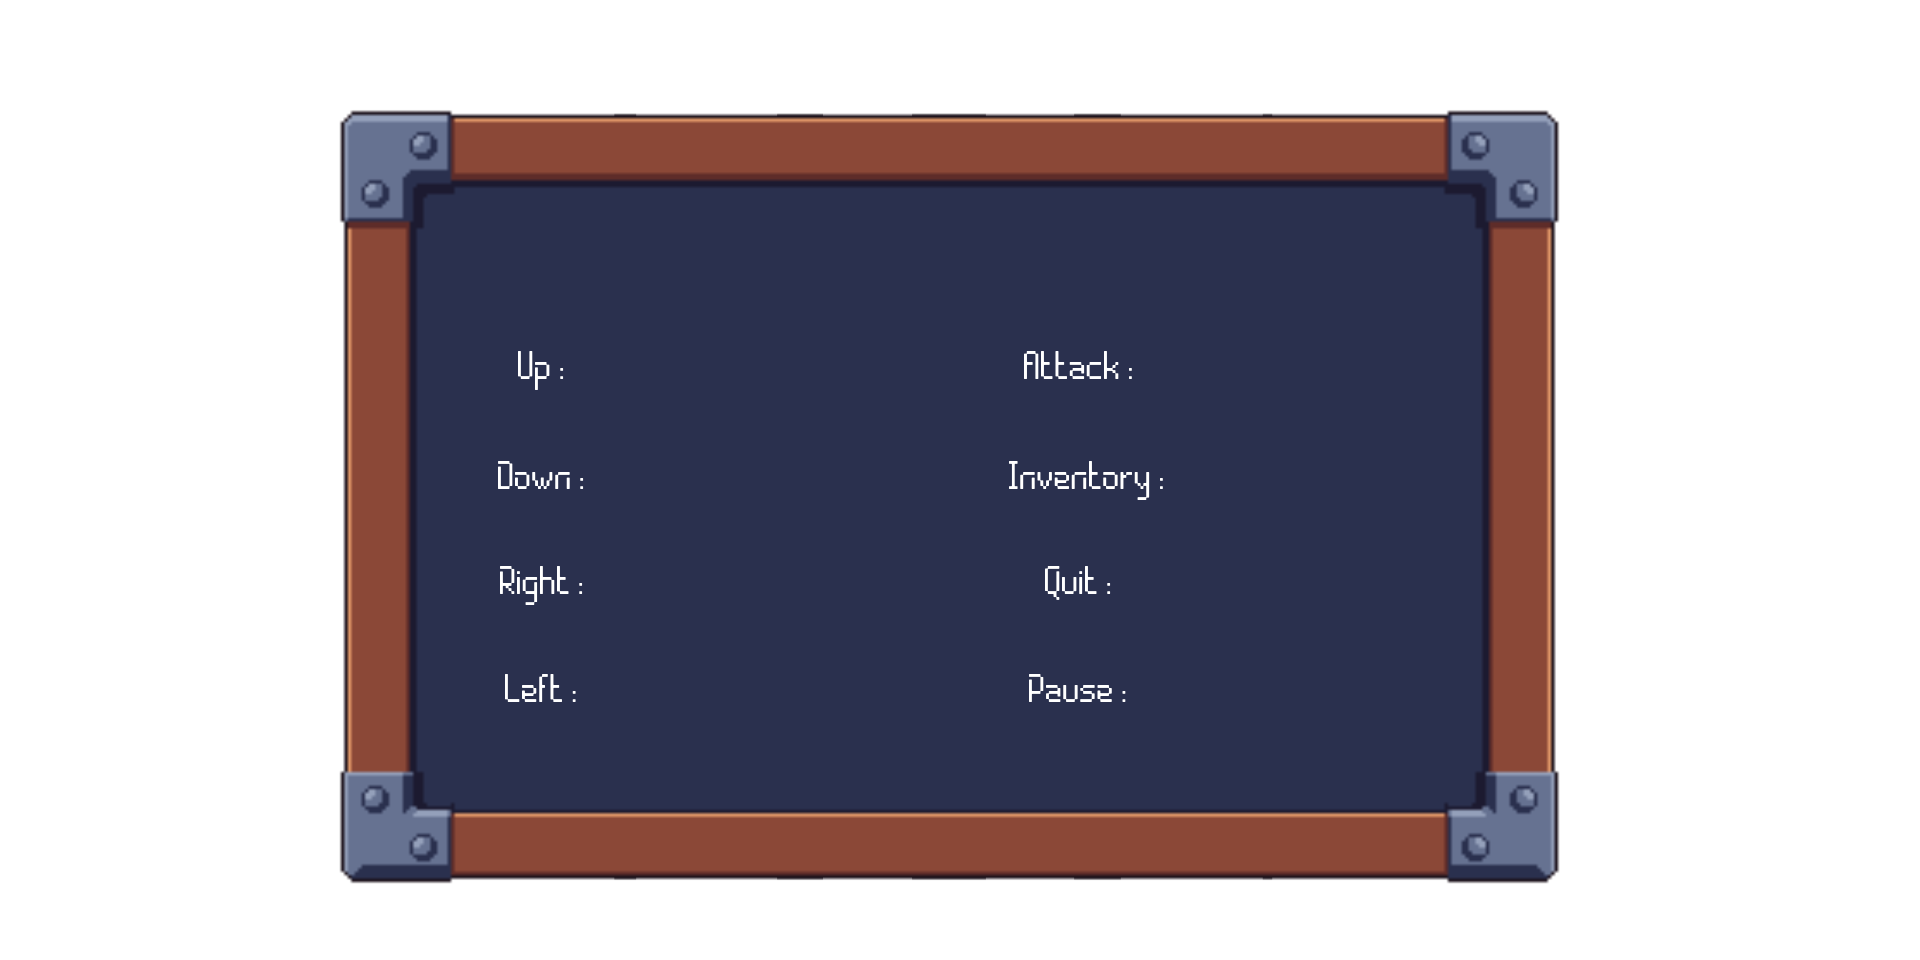 Up :
Attack :
Down :
Inventory :
Right :
Quit :
Left :
Pause :